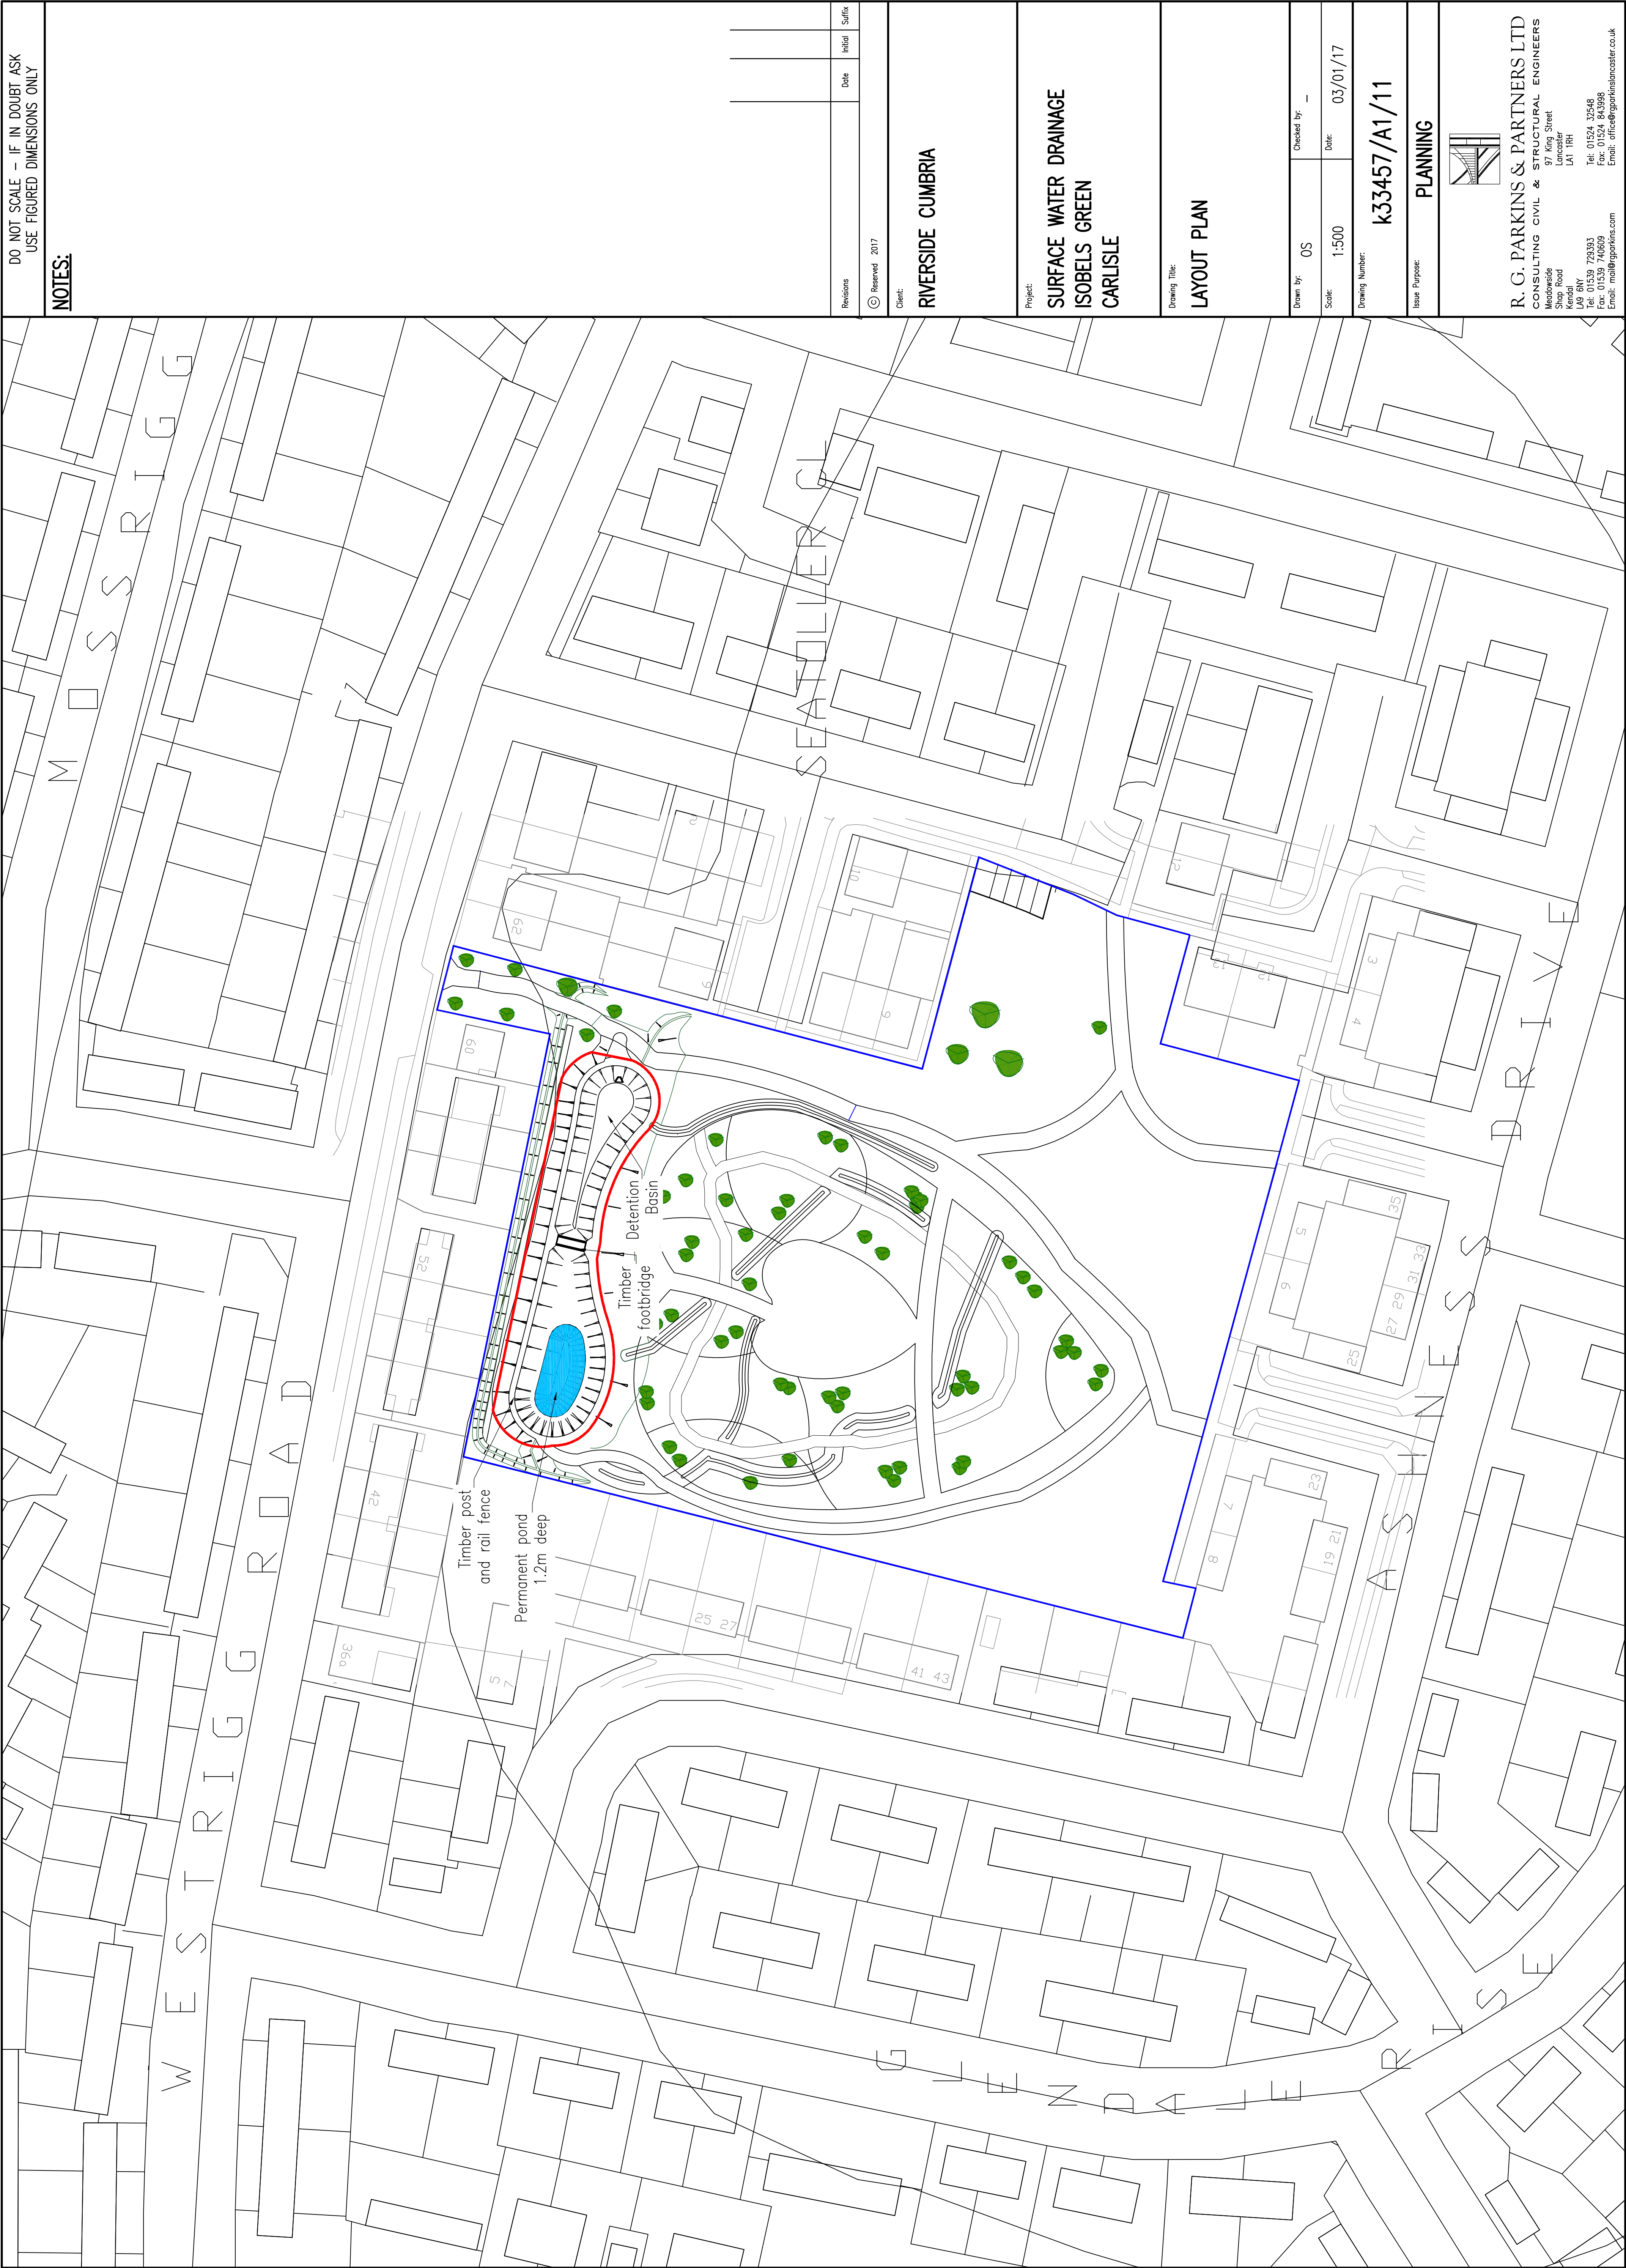 DO NOT SCALE – IF IN DOUBT ASK
USE FIGURED DIMENSIONS ONLY
NOTES:
Revisions Date Initial Suffix
© Reserved 2017
Client:
RIVERSIDE CUMBRIA
Project:
SURFACE WATER DRAINAGE
ISOBELS GREEN
CARLISLE
Drawing Title:
LAYOUT PLAN
Drawn by: OS Checked by: –
Scale: 1:500 Date: 03/01/17
Drawing Number:
K33457/A1/11
Issue Purpose:
PLANNING
R. G. PARKINS & PARTNERS LTD
CONSULTING CIVIL & STRUCTURAL ENGINEERS
Meadowside
Shap Road
Kendal
LA9 6NY
Tel: 01539 729393
Fax: 01539 740609
Email: mail@rgparkins.com
97 King Street
Lancaster
LA1 1RH
Tel: 01524 32548
Fax: 01524 843998
Email: office@rgparkinslancaster.co.uk
MOSSRIGG
WESTRIGG ROAD
SEATOLLER CL
ASHNESS DRIVE
GLENDALE RISE
Timber post
and rail fence
Permanent pond
1.2m deep
Timber
footbridge
Detention
Basin
36a
42
52
60
62
5
7
25 27
41 43
2
9
9
10
12
12
12
3
4
5
6
35
31 33
27 29
25
7
8
23
19 21